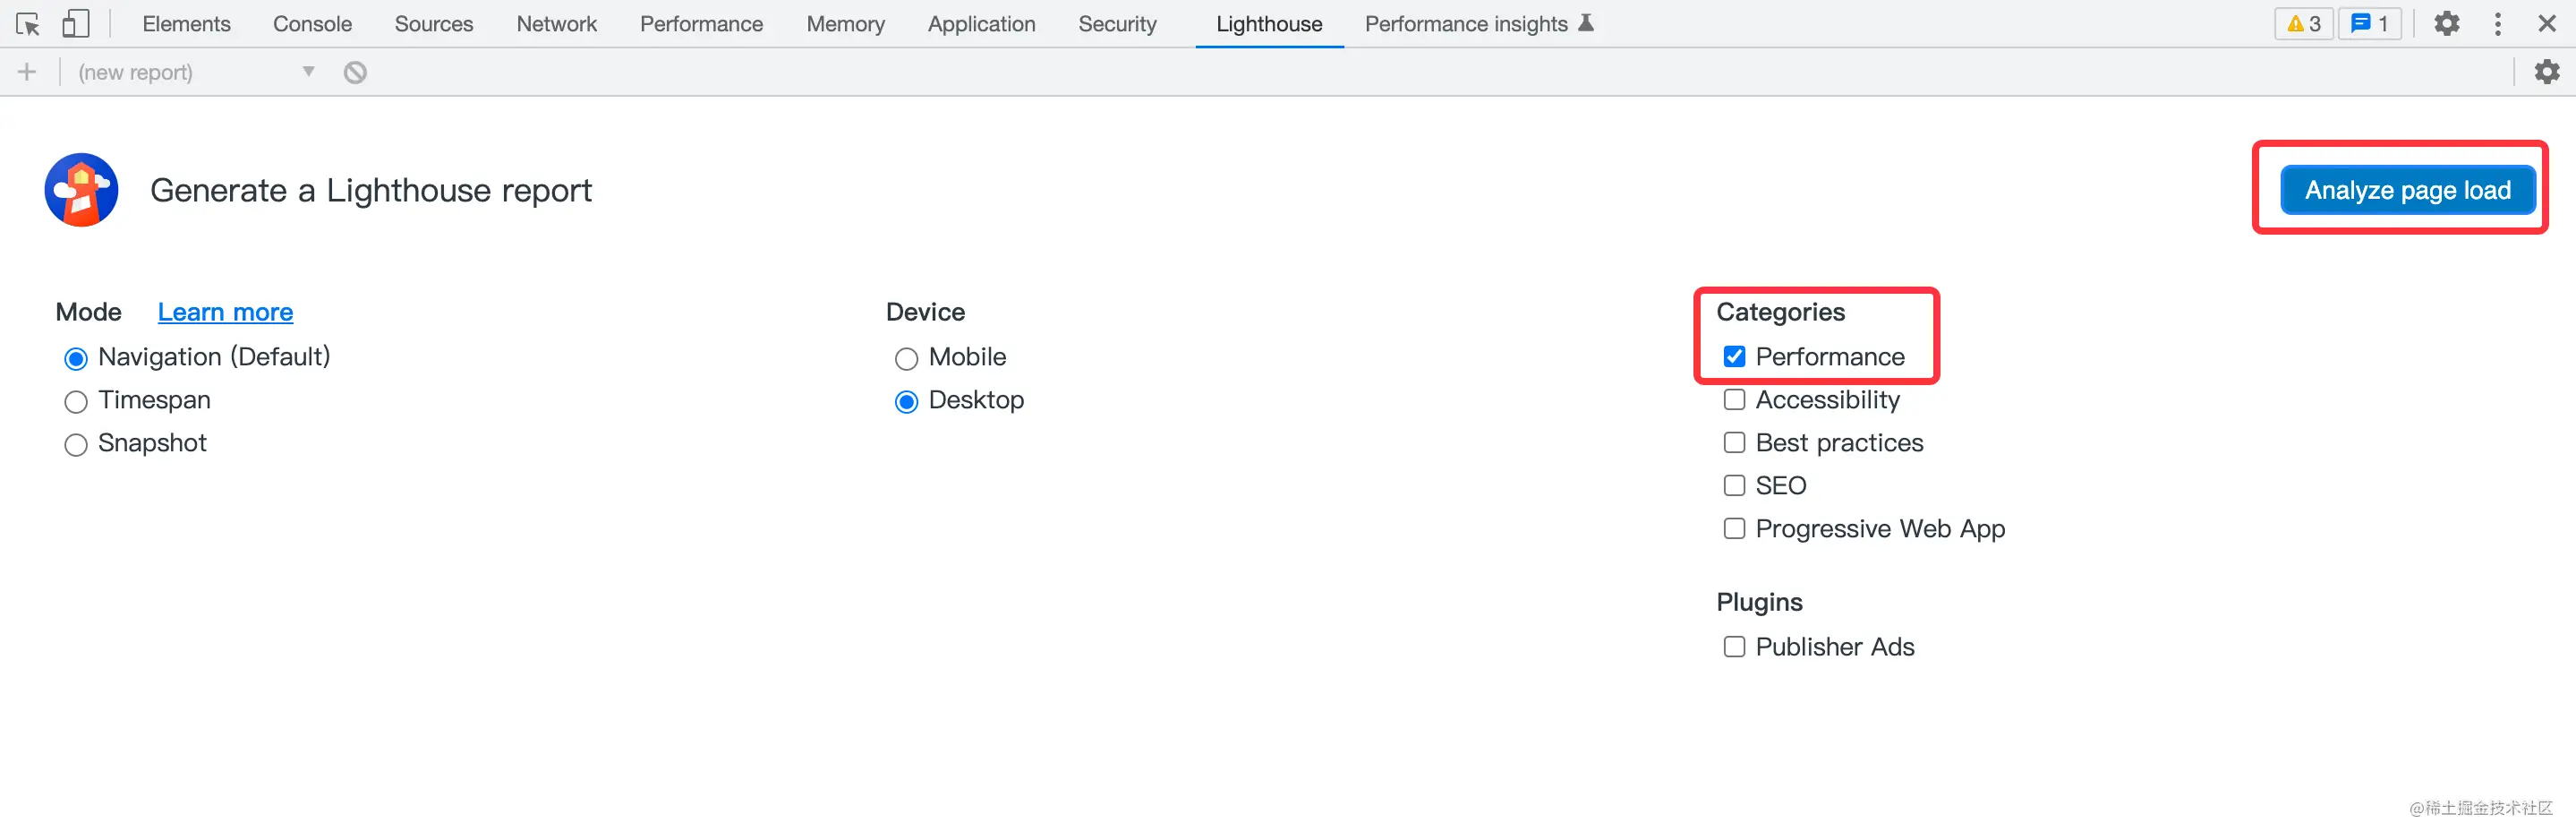 Elements Console Sources Network Performance Memory Application Security Lighthouse Performance insights 3 1
(new report)
Generate a Lighthouse report
Analyze page load
Mode Learn more
Navigation (Default)
Timespan
Snapshot
Device
Mobile
Desktop
Categories
Performance
Accessibility
Best practices
SEO
Progressive Web App
Plugins
Publisher Ads
@稀土掘金技术社区